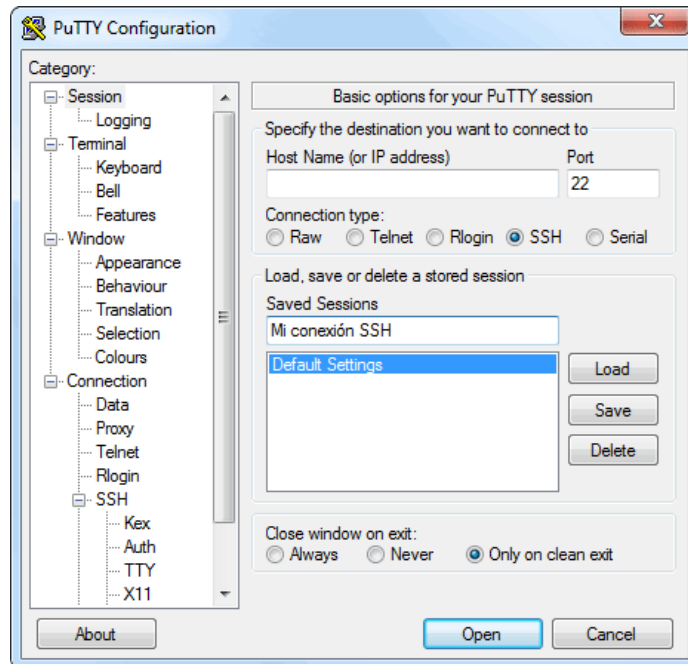 PuTTY Configuration
Category:
Session
Logging
Terminal
Keyboard
Bell
Features
Window
Appearance
Behaviour
Translation
Selection
Colours
Connection
Data
Proxy
Telnet
Rlogin
SSH
Kex
Auth
TTY
X11
Basic options for your PuTTY session
Specify the destination you want to connect to
Host Name (or IP address) Port
22
Connection type:
Raw Telnet Rlogin SSH Serial
Load, save or delete a stored session
Saved Sessions
Mi conexión SSH
Default Settings
Load
Save
Delete
Close window on exit:
Always Never Only on clean exit
About Open Cancel